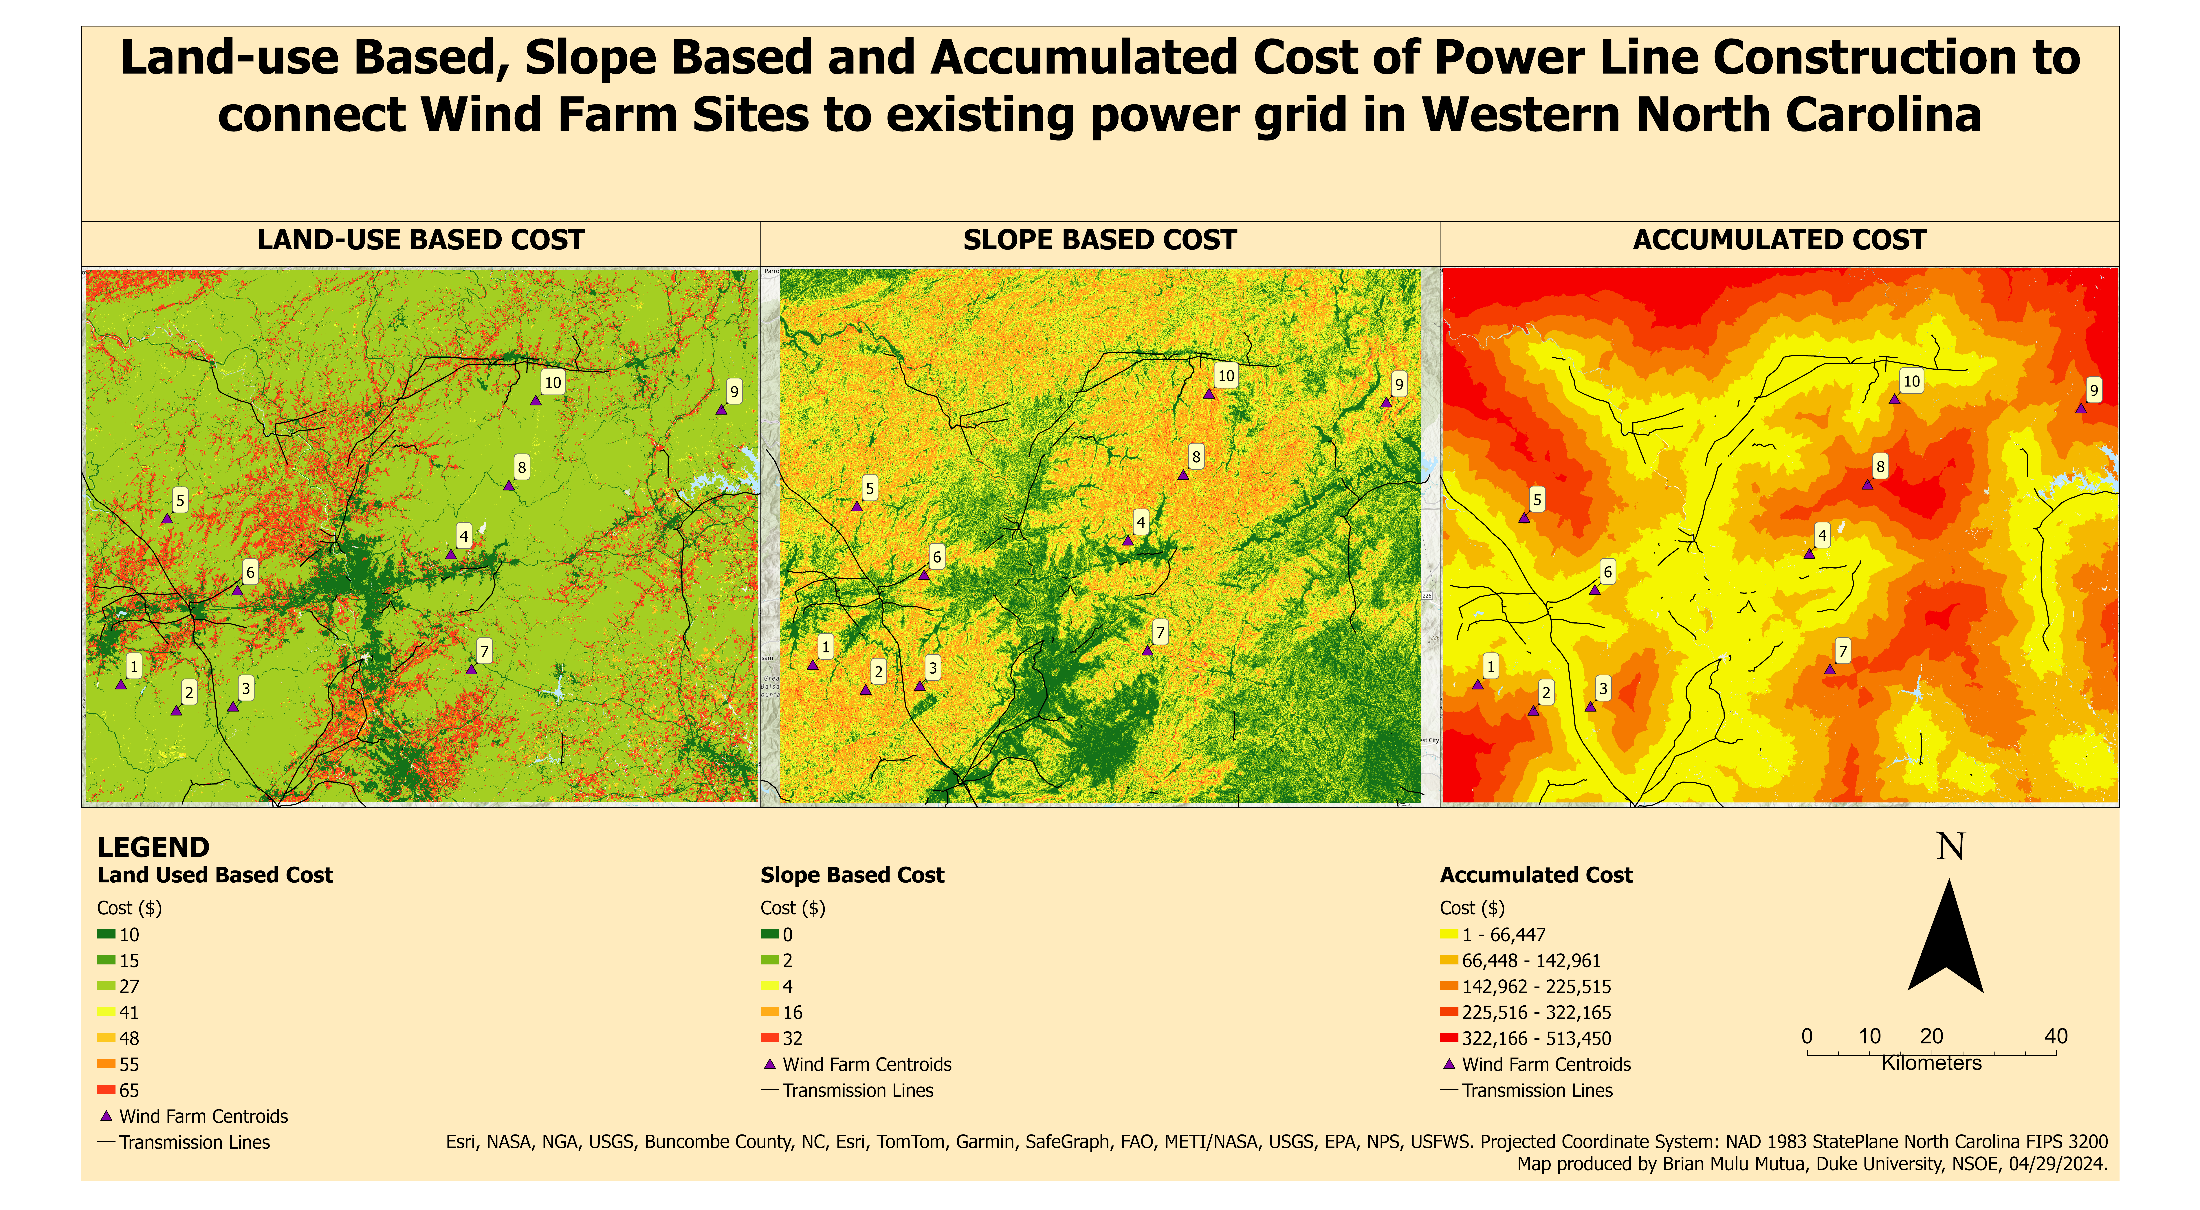 Land-use Based, Slope Based and Accumulated Cost of Power Line Construction to
connect Wind Farm Sites to existing power grid in Western North Carolina
LAND-USE BASED COST
SLOPE BASED COST
ACCUMULATED COST
10
9
8
5
4
6
7
1
2
3
10
9
8
5
4
6
7
1
2
3
10
9
8
5
4
6
7
1
2
3
LEGEND
Land Used Based Cost
Cost ($)
10
15
27
41
48
55
65
Wind Farm Centroids
Transmission Lines
Slope Based Cost
Cost ($)
0
2
4
16
32
Wind Farm Centroids
Transmission Lines
Accumulated Cost
Cost ($)
1 - 66,447
66,448 - 142,961
142,962 - 225,515
225,516 - 322,165
322,166 - 513,450
Wind Farm Centroids
Transmission Lines
N
0 10 20 40
Kilometers
Esri, NASA, NGA, USGS, Buncombe County, NC, Esri, TomTom, Garmin, SafeGraph, FAO, METI/NASA, USGS, EPA, NPS, USFWS. Projected Coordinate System: NAD 1983 StatePlane North Carolina FIPS 3200
Map produced by Brian Mulu Mutua, Duke University, NSOE, 04/29/2024.